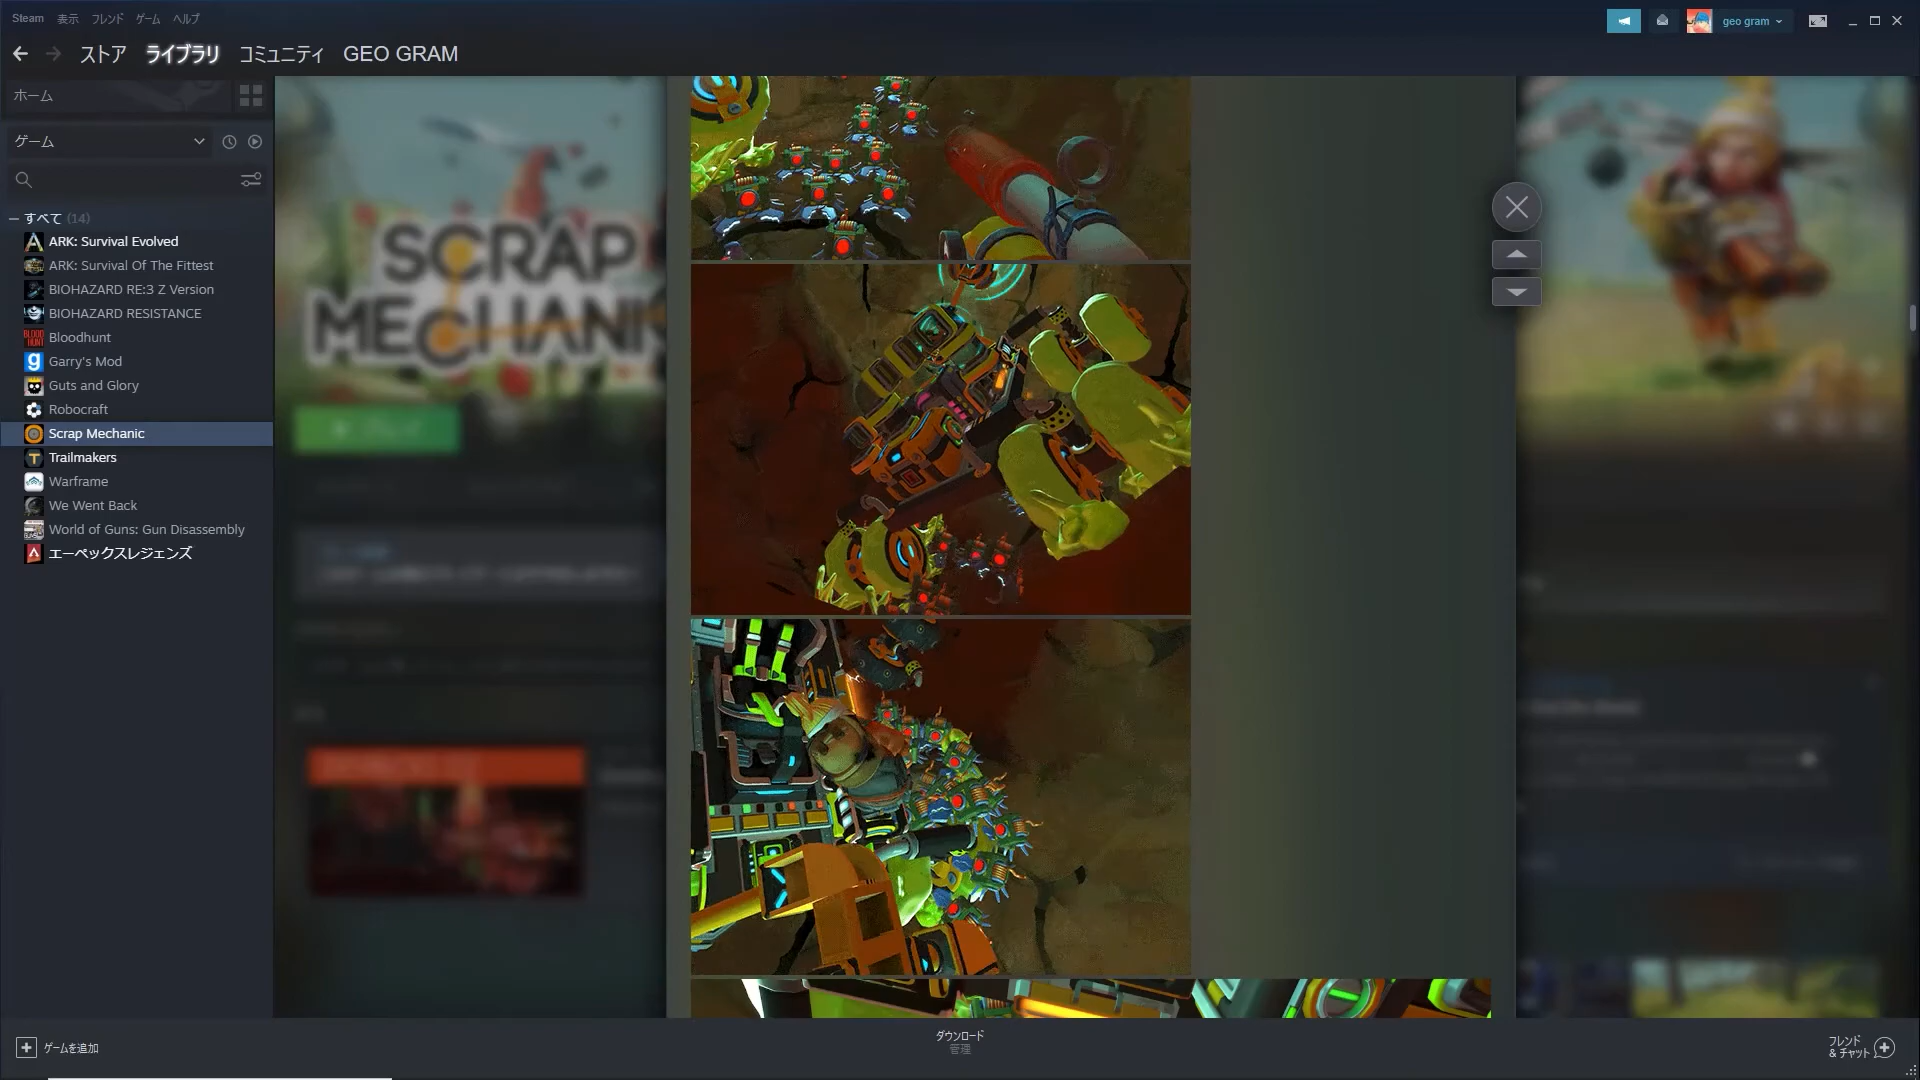 Steam 表示 フレンド ゲーム ヘルプ
geo gram
ストア ライブラリ コミュニティ GEO GRAM
ホーム
ゲーム
すべて (14)
ARK: Survival Evolved
ARK: Survival Of The Fittest
BIOHAZARD RE:3 Z Version
BIOHAZARD RESISTANCE
Bloodhunt
Garry's Mod
Guts and Glory
Robocraft
Scrap Mechanic
Trailmakers
Warframe
We Went Back
World of Guns: Gun Disassembly
エーペックスレジェンズ
SCRAP
MECHANI
ゲームを追加
ダウンロード
管理
フレンド
& チャット